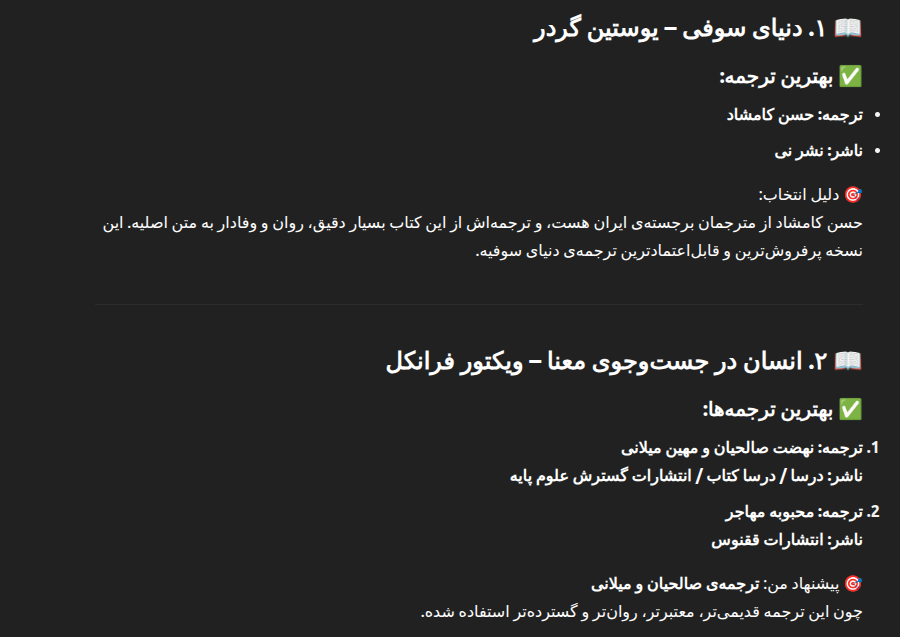 📖 ۱. دنیای سوفی – یوستین گردر
✅ بهترین ترجمه:
• ترجمه: حسن کامشاد
• ناشر: نشر نی
🎯 دلیل انتخاب:
حسن کامشاد از مترجمان برجسته‌ی ایران هست، و ترجمه‌اش از این کتاب بسیار دقیق، روان و وفادار به متن اصلیه. این
نسخه پرفروش‌ترین و قابل‌اعتمادترین ترجمه‌ی دنیای سوفیه.
📖 ۲. انسان در جست‌وجوی معنا – ویکتور فرانکل
✅ بهترین ترجمه‌ها:
1. ترجمه: نهضت صالحیان و مهین میلانی
ناشر: درسا / درسا کتاب / انتشارات گسترش علوم پایه
2. ترجمه: محبوبه مهاجر
ناشر: انتشارات ققنوس
🎯 پیشنهاد من: ترجمه‌ی صالحیان و میلانی
چون این ترجمه قدیمی‌تر، معتبرتر، روان‌تر و گسترده‌تر استفاده شده.